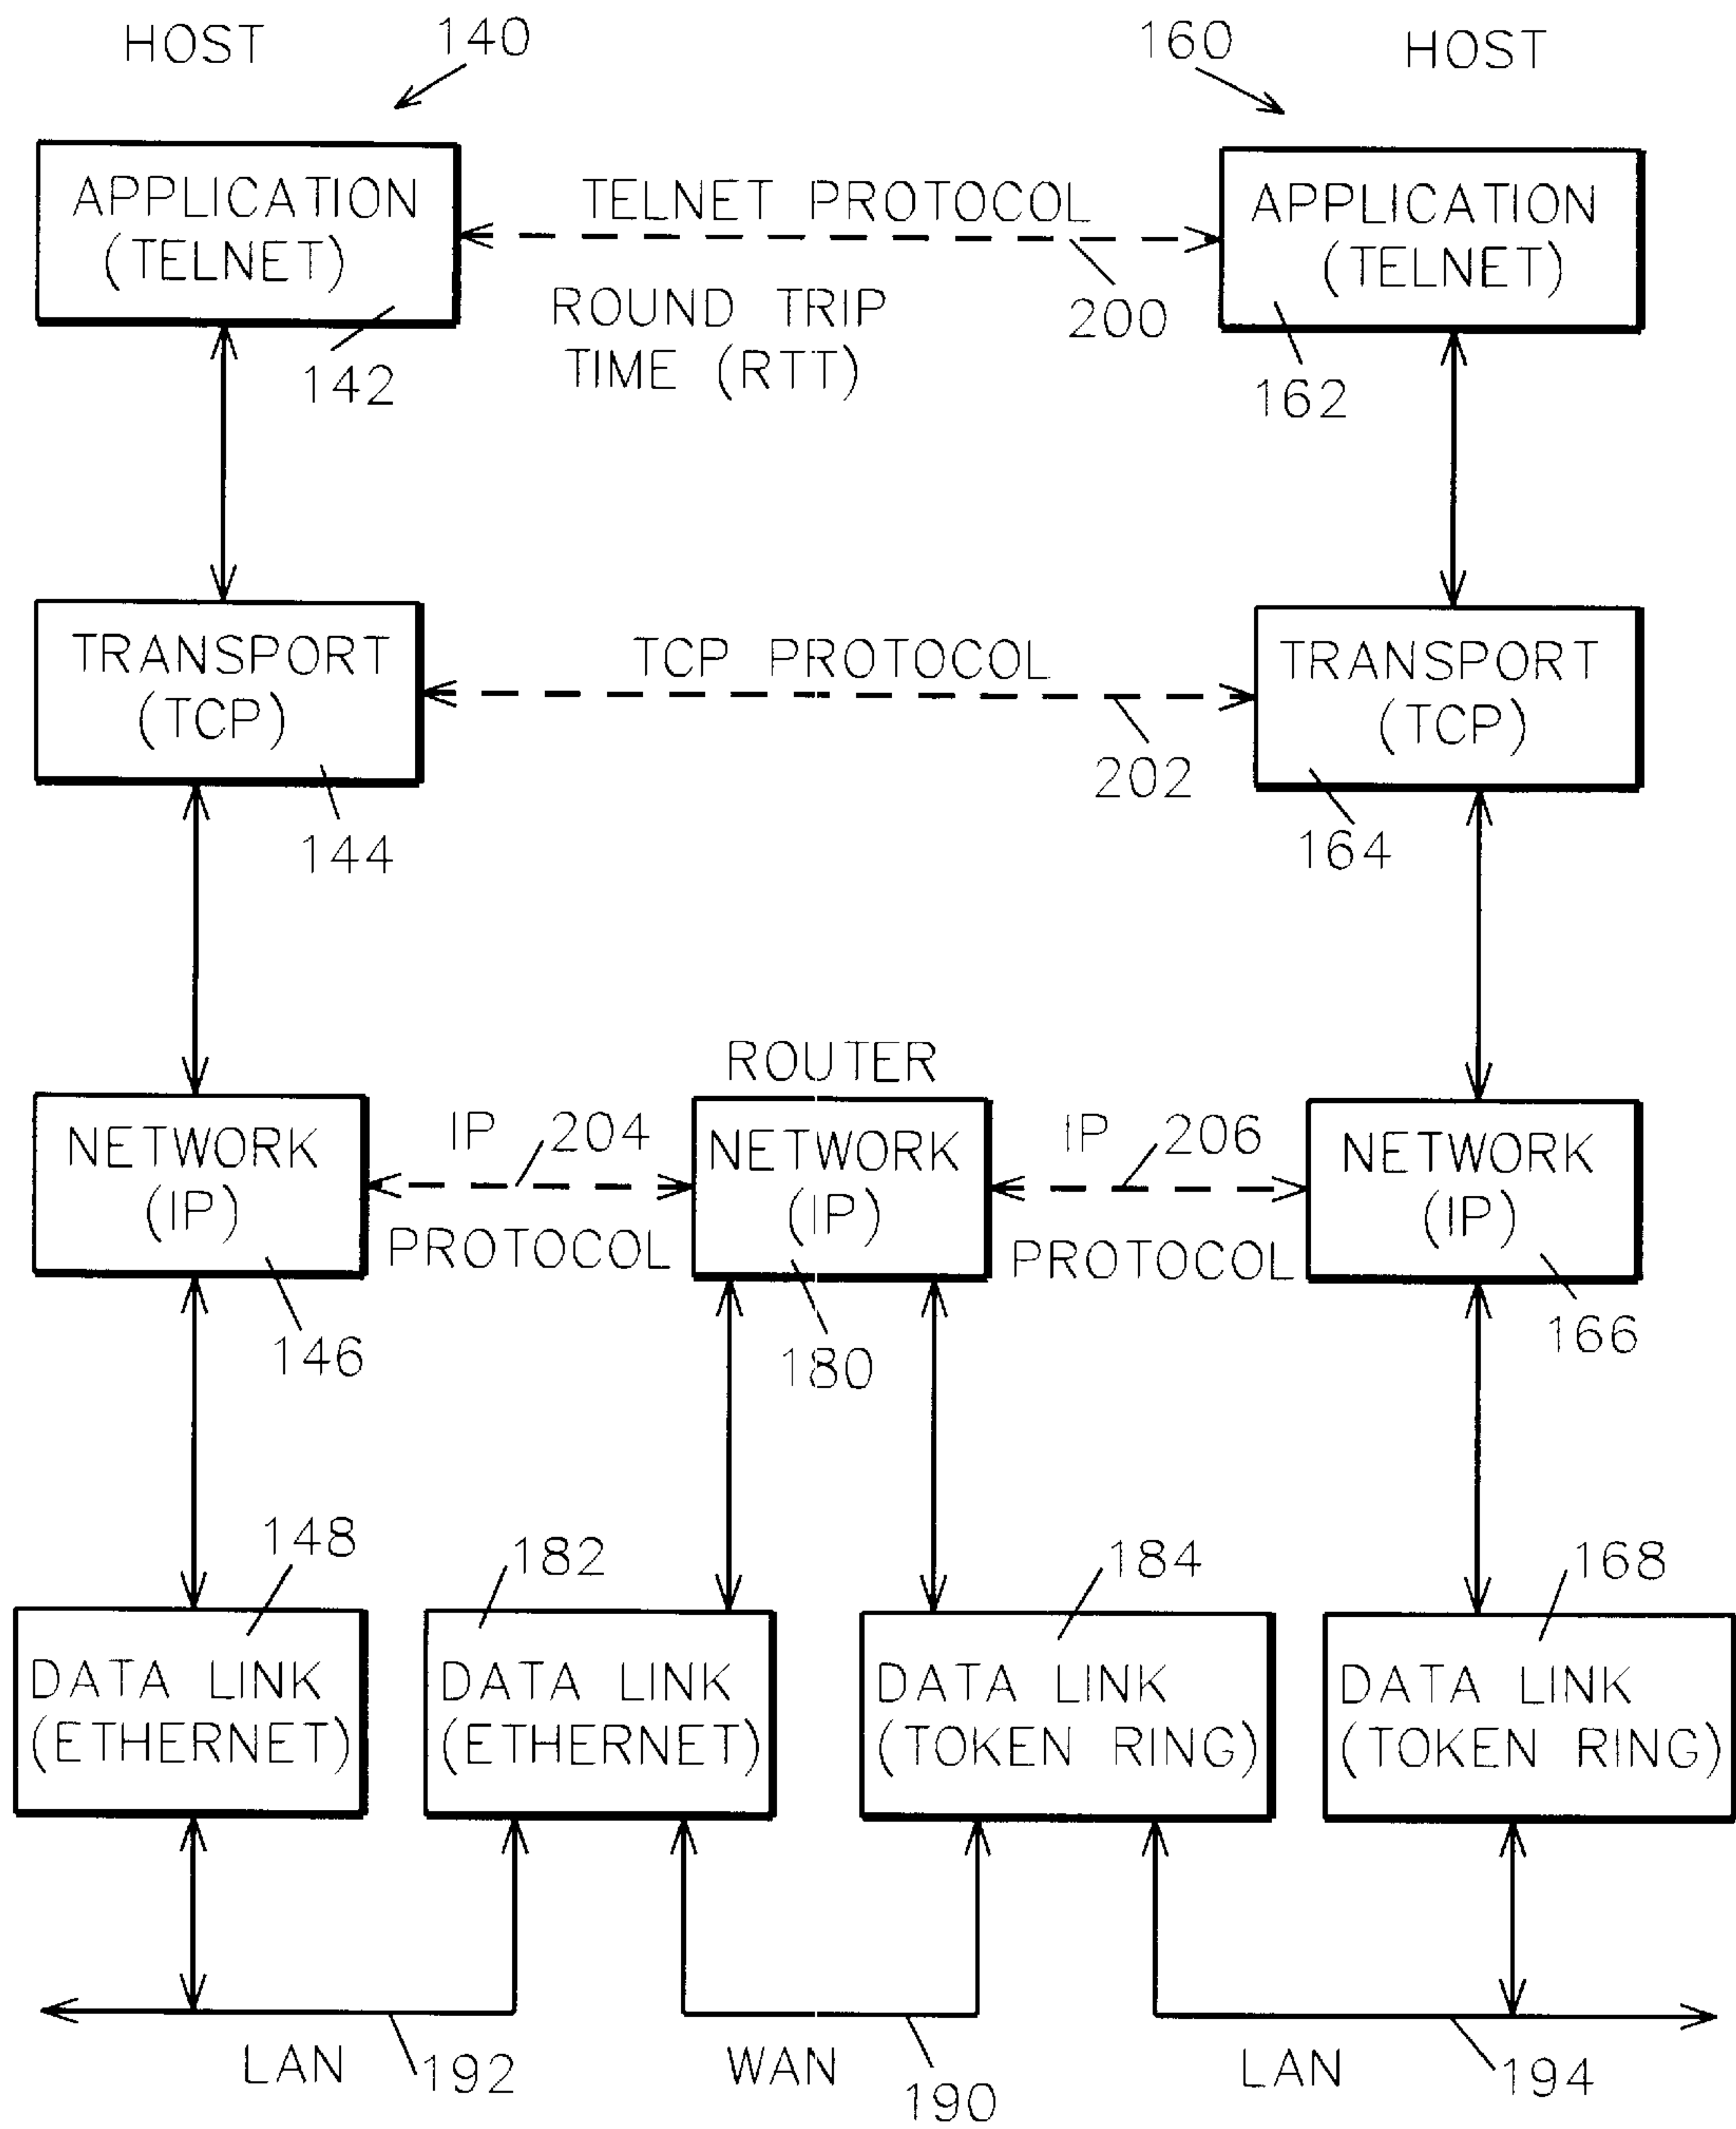 HOST
140
160
HOST
APPLICATION
(TELNET)
142
TELNET PROTOCOL
200
ROUND TRIP
TIME (RTT)
APPLICATION
(TELNET)
162
TRANSPORT
(TCP)
144
TCP PROTOCOL
202
TRANSPORT
(TCP)
164
NETWORK
(IP)
146
IP
204
PROTOCOL
ROUTER
NETWORK
(IP)
180
IP
206
PROTOCOL
NETWORK
(IP)
166
148
DATA LINK
(ETHERNET)
182
DATA LINK
(ETHERNET)
184
DATA LINK
(TOKEN RING)
168
DATA LINK
(TOKEN RING)
LAN
192
WAN
190
LAN
194